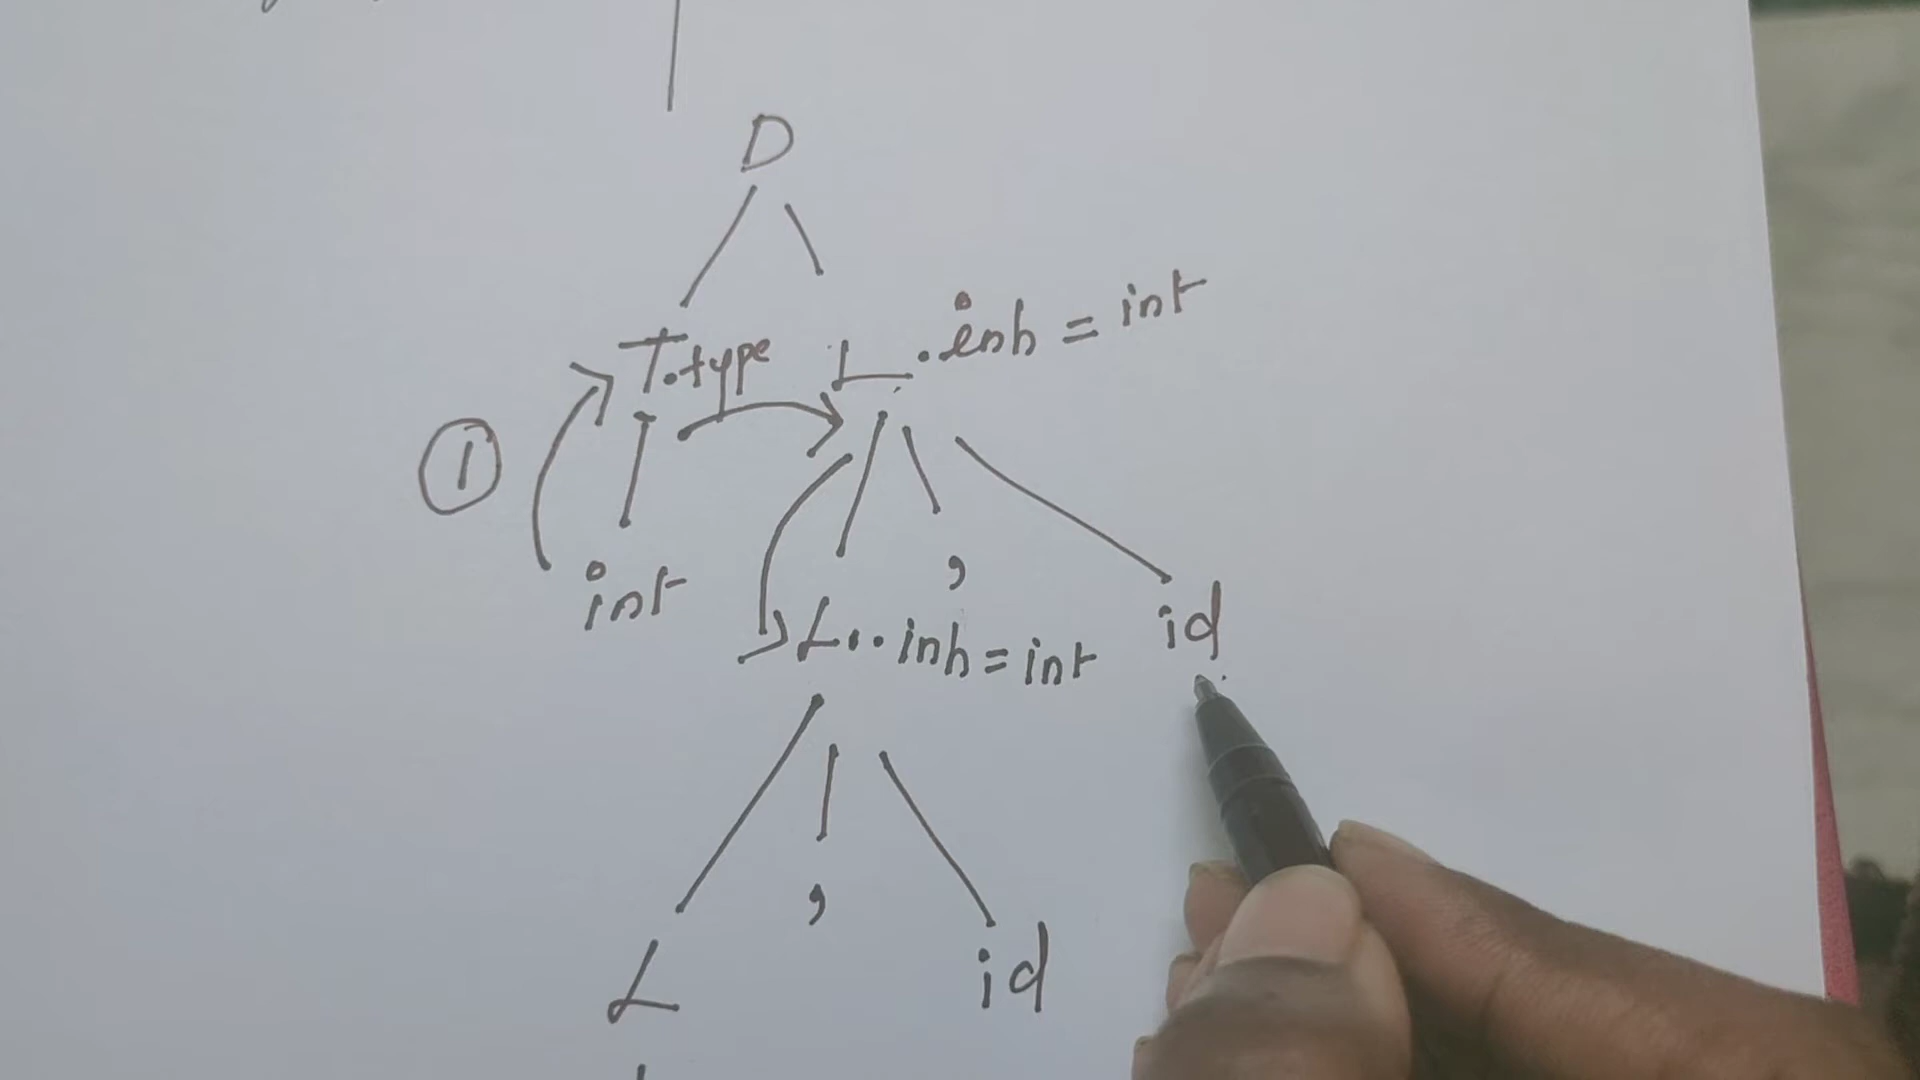 D
T.type L.inh = int
1
int , id
L..inh = int
, 
L id